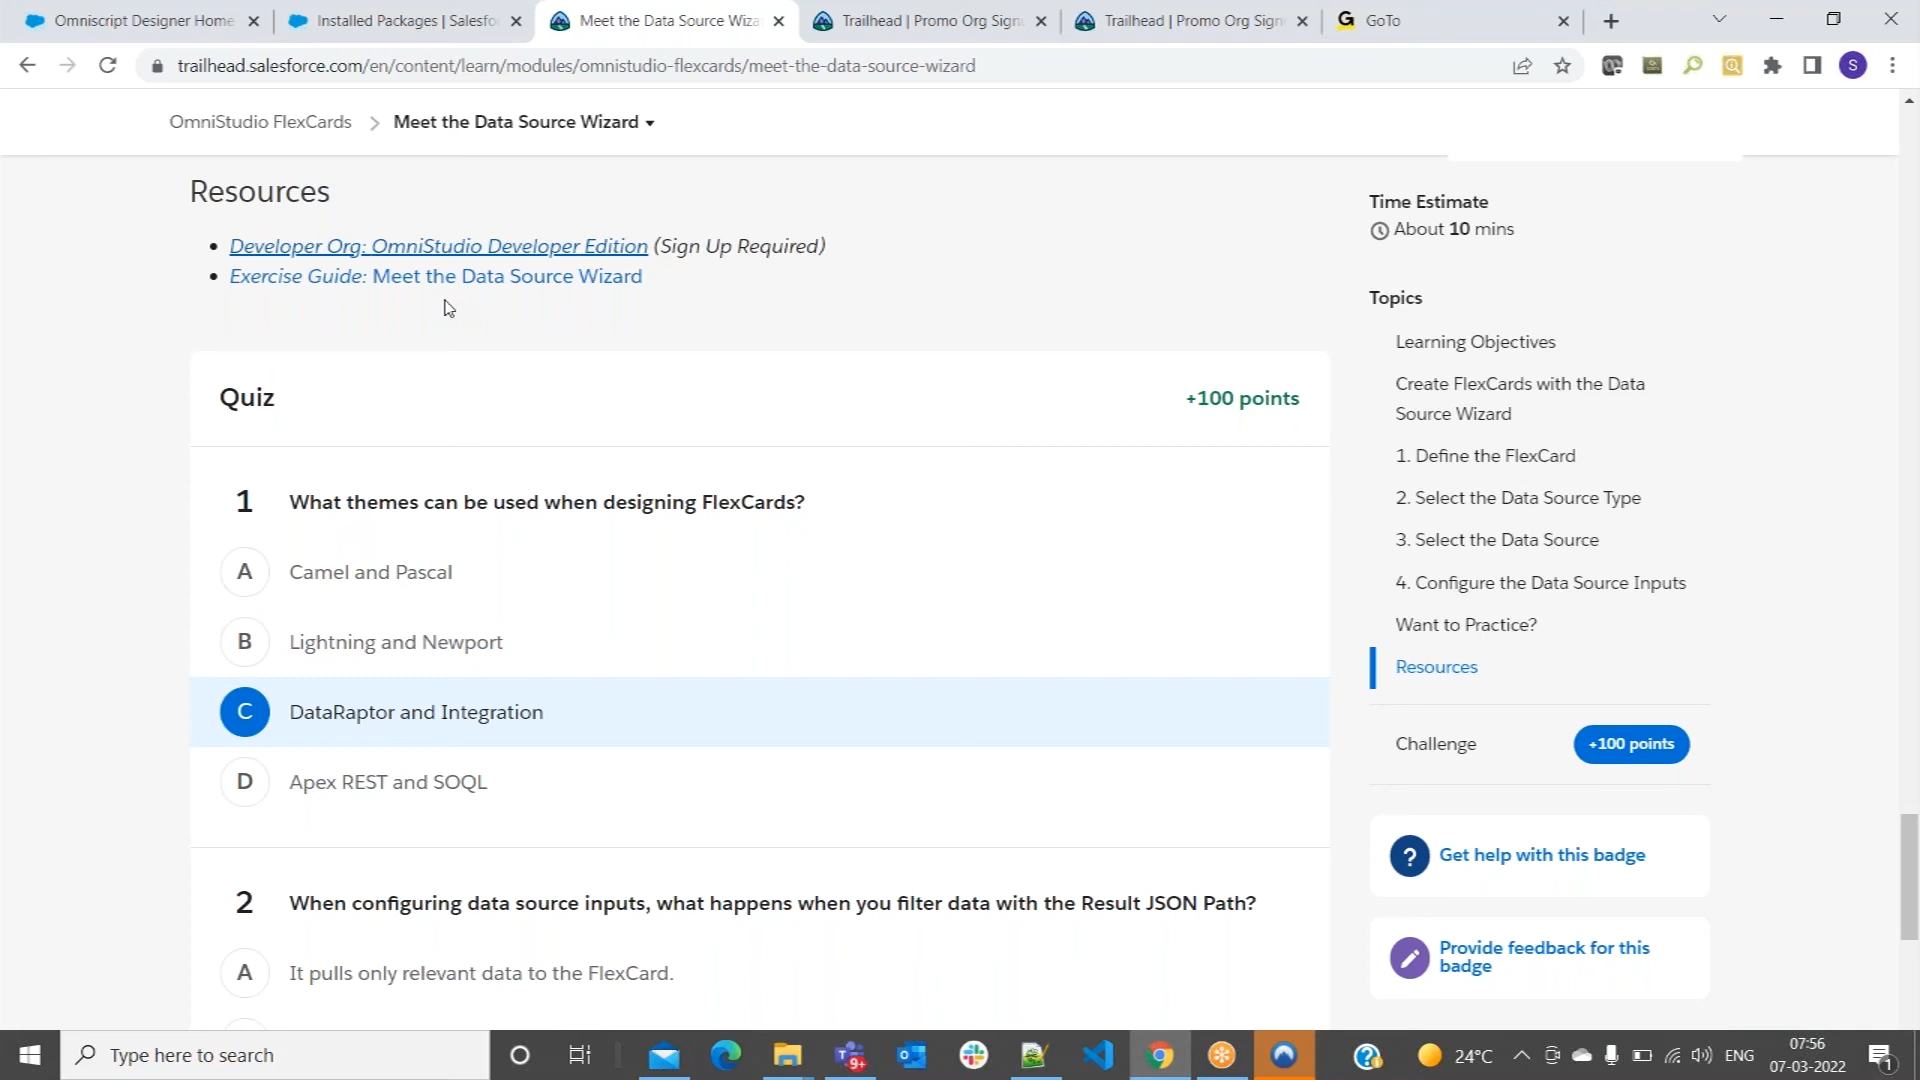 Omniscript Designer Home
Installed Packages | Salesfo
Meet the Data Source Wiza
Trailhead | Promo Org Sign
Trailhead | Promo Org Sign
GoTo
trailhead.salesforce.com/en/content/learn/modules/omnistudio-flexcards/meet-the-data-source-wizard
S
OmniStudio FlexCards
Meet the Data Source Wizard
Resources
Developer Org: OmniStudio Developer Edition (Sign Up Required)
Exercise Guide: Meet the Data Source Wizard
Quiz
+100 points
1
What themes can be used when designing FlexCards?
A
Camel and Pascal
B
Lightning and Newport
C
DataRaptor and Integration
D
Apex REST and SOQL
2
When configuring data source inputs, what happens when you filter data with the Result JSON Path?
A
It pulls only relevant data to the FlexCard.
Time Estimate
About 10 mins
Topics
Learning Objectives
Create FlexCards with the Data
Source Wizard
1. Define the FlexCard
2. Select the Data Source Type
3. Select the Data Source
4. Configure the Data Source Inputs
Want to Practice?
Resources
Challenge
+100 points
Get help with this badge
Provide feedback for this
badge
Type here to search
9+
24°C
ENG
07:56
07-03-2022
1